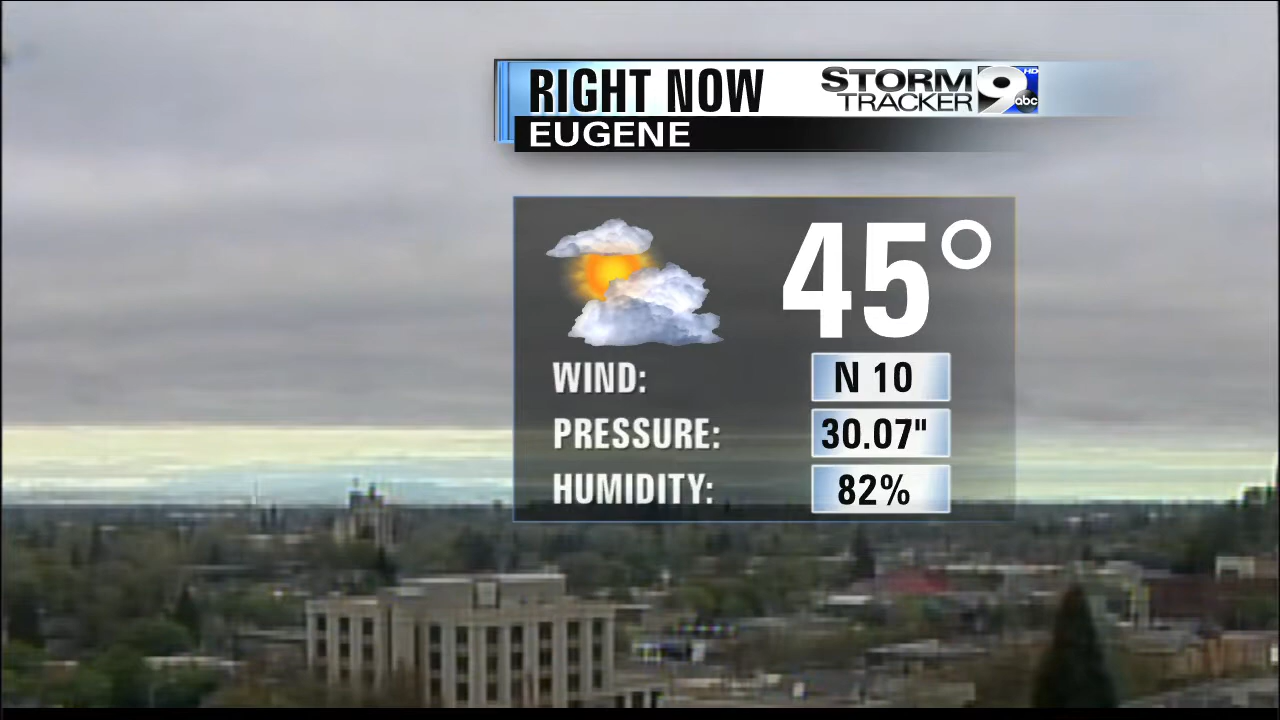 RIGHT NOW
STORM
TRACKER
9
HD
abc
EUGENE
45°
WIND: N 10
PRESSURE: 30.07"
HUMIDITY: 82%